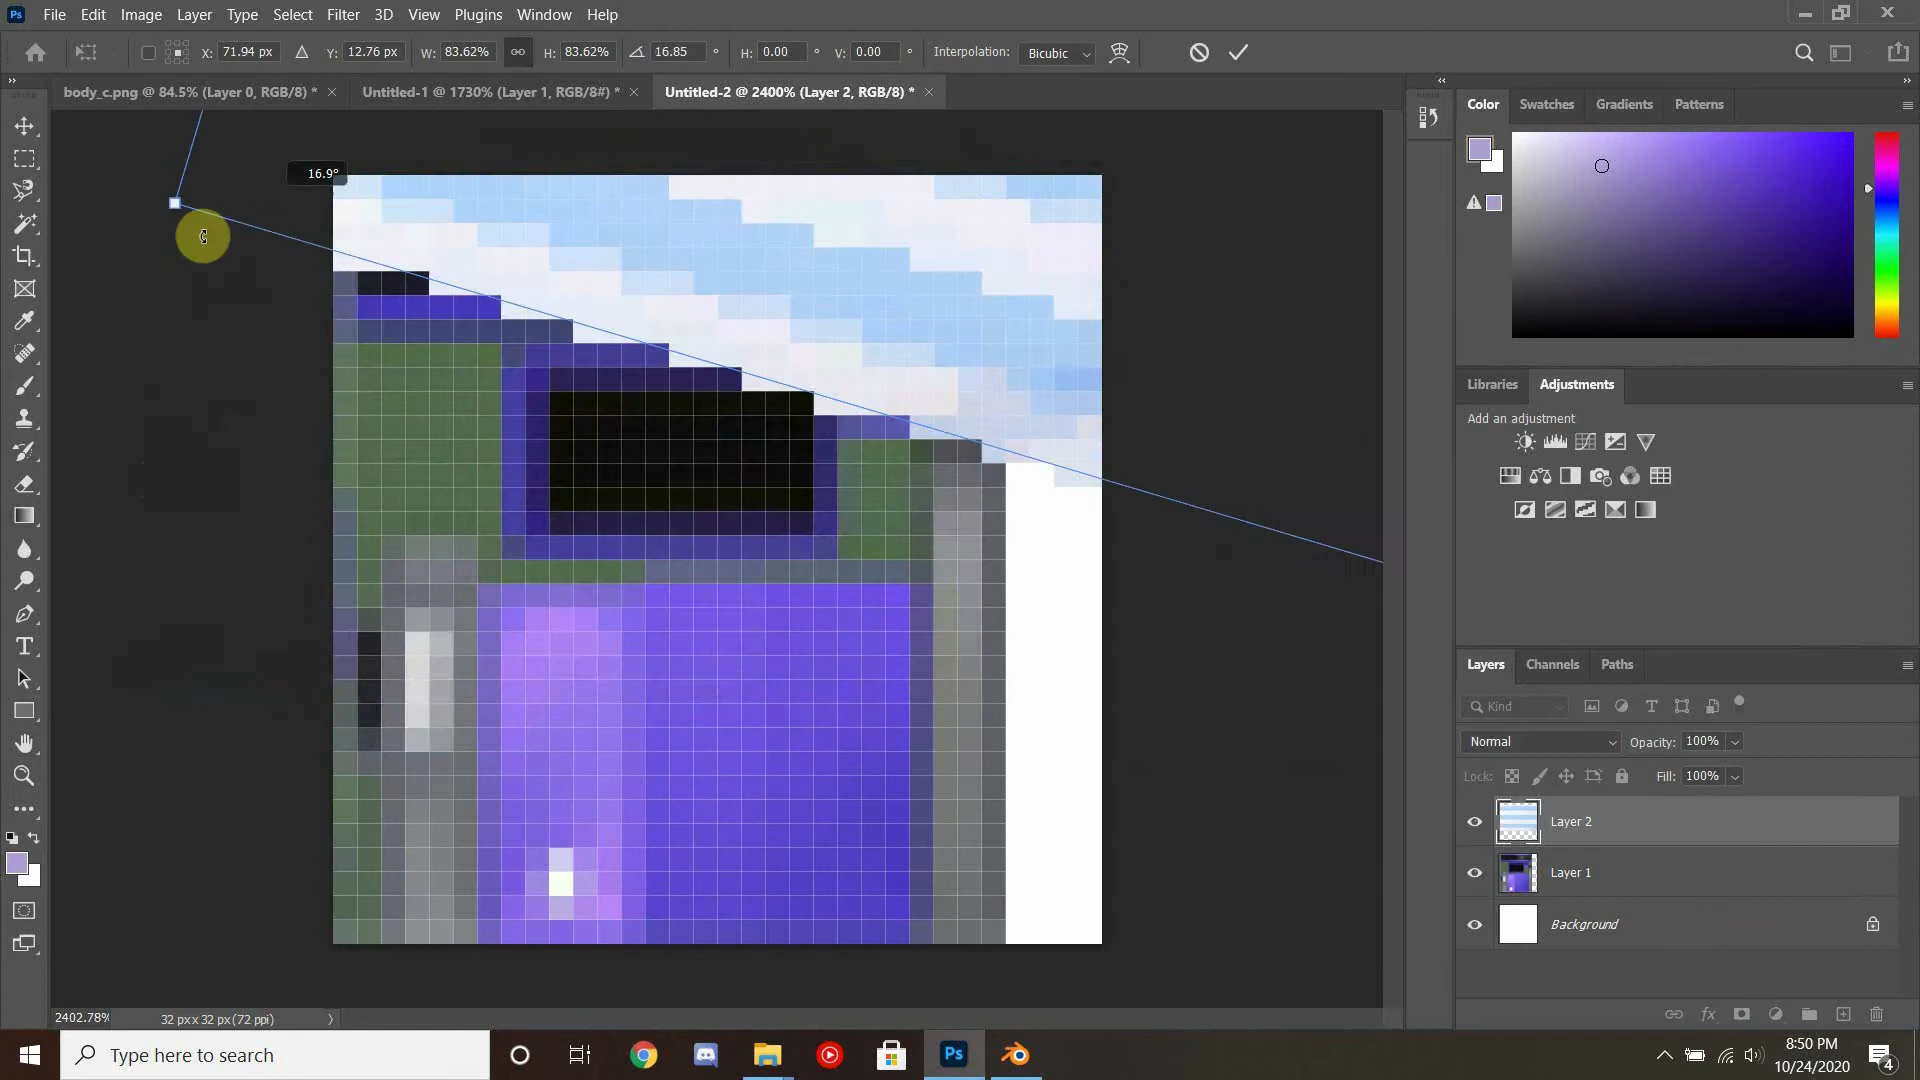 Ps File Edit Image Layer Type Select Filter 3D View Plugins Window Help
X: 71.94 px Y: 12.76 px W: 83.62% H: 83.62% 16.85 ° H: 0.00 ° V: 0.00 ° Interpolation: Bicubic
body_c.png @ 84.5% (Layer 0, RGB/8) * × Untitled-1 @ 1730% (Layer 1, RGB/8#) * × Untitled-2 @ 2400% (Layer 2, RGB/8) * ×
Color Swatches Gradients Patterns
16.9°
Libraries Adjustments
Add an adjustment
Layers Channels Paths
Kind
Normal Opacity: 100%
Lock: Fill: 100%
Layer 2
Layer 1
Background
2402.78% 32 px x 32 px (72 ppi)
Type here to search
Ps
8:50 PM
10/24/2020
4